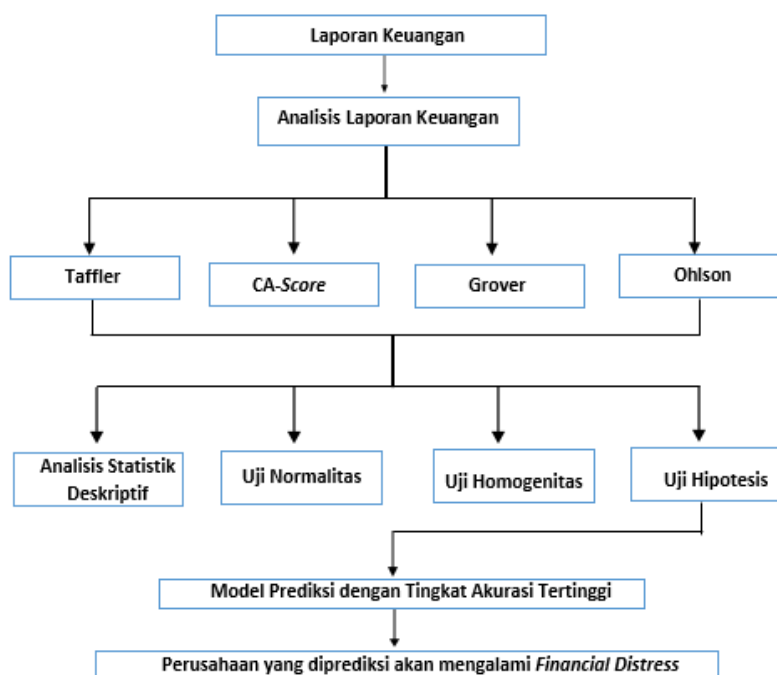 Laporan Keuangan
Analisis Laporan Keuangan
Taffler
CA-Score
Grover
Ohlson
Analisis Statistik
Deskriptif
Uji Normalitas
Uji Homogenitas
Uji Hipotesis
Model Prediksi dengan Tingkat Akurasi Tertinggi
Perusahaan yang diprediksi akan mengalami Financial Distress